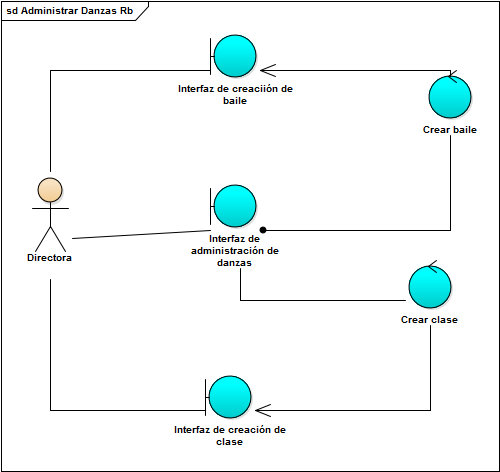 sd Administrar Danzas Rb
Interfaz de creaciión de
baile
Crear baile
Directora
Interfaz de
administración de
danzas
Crear clase
Interfaz de creación de
clase